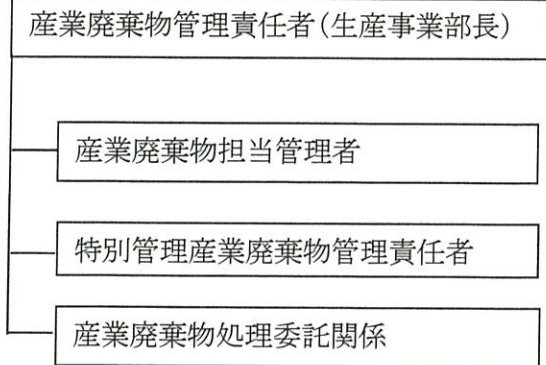 産業廃棄物管理責任者（生産事業部長）
産業廃棄物担当管理者
特別管理産業廃棄物管理責任者
産業廃棄物処理委託関係